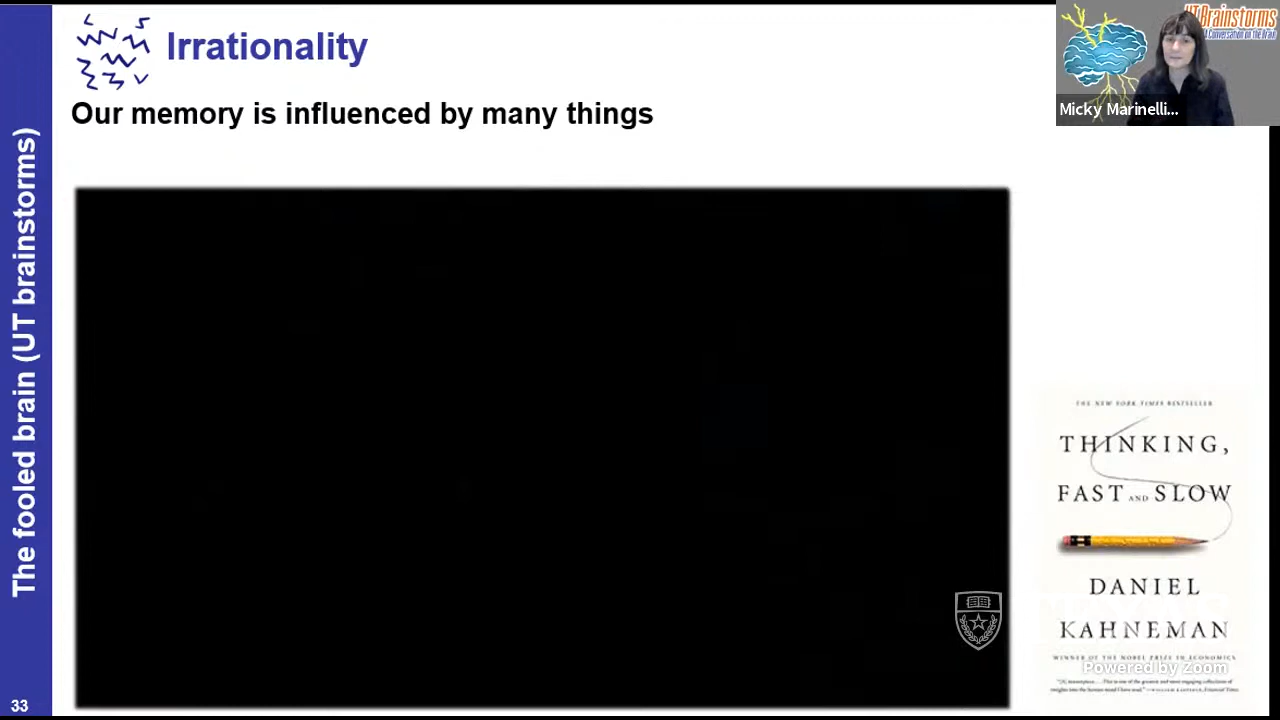 Irrationality
Our memory is influenced by many things
The fooled brain (UT brainstorms)
33
UTBrainstorms
A Conversation on the Brain
Micky Marinelli...
THE NEW YORK TIMES BESTSELLER
THINKING,
FAST AND SLOW
DANIEL
KAHNEMAN
WINNER OF THE NOBEL PRIZE IN ECONOMICS
Powered by Zoom